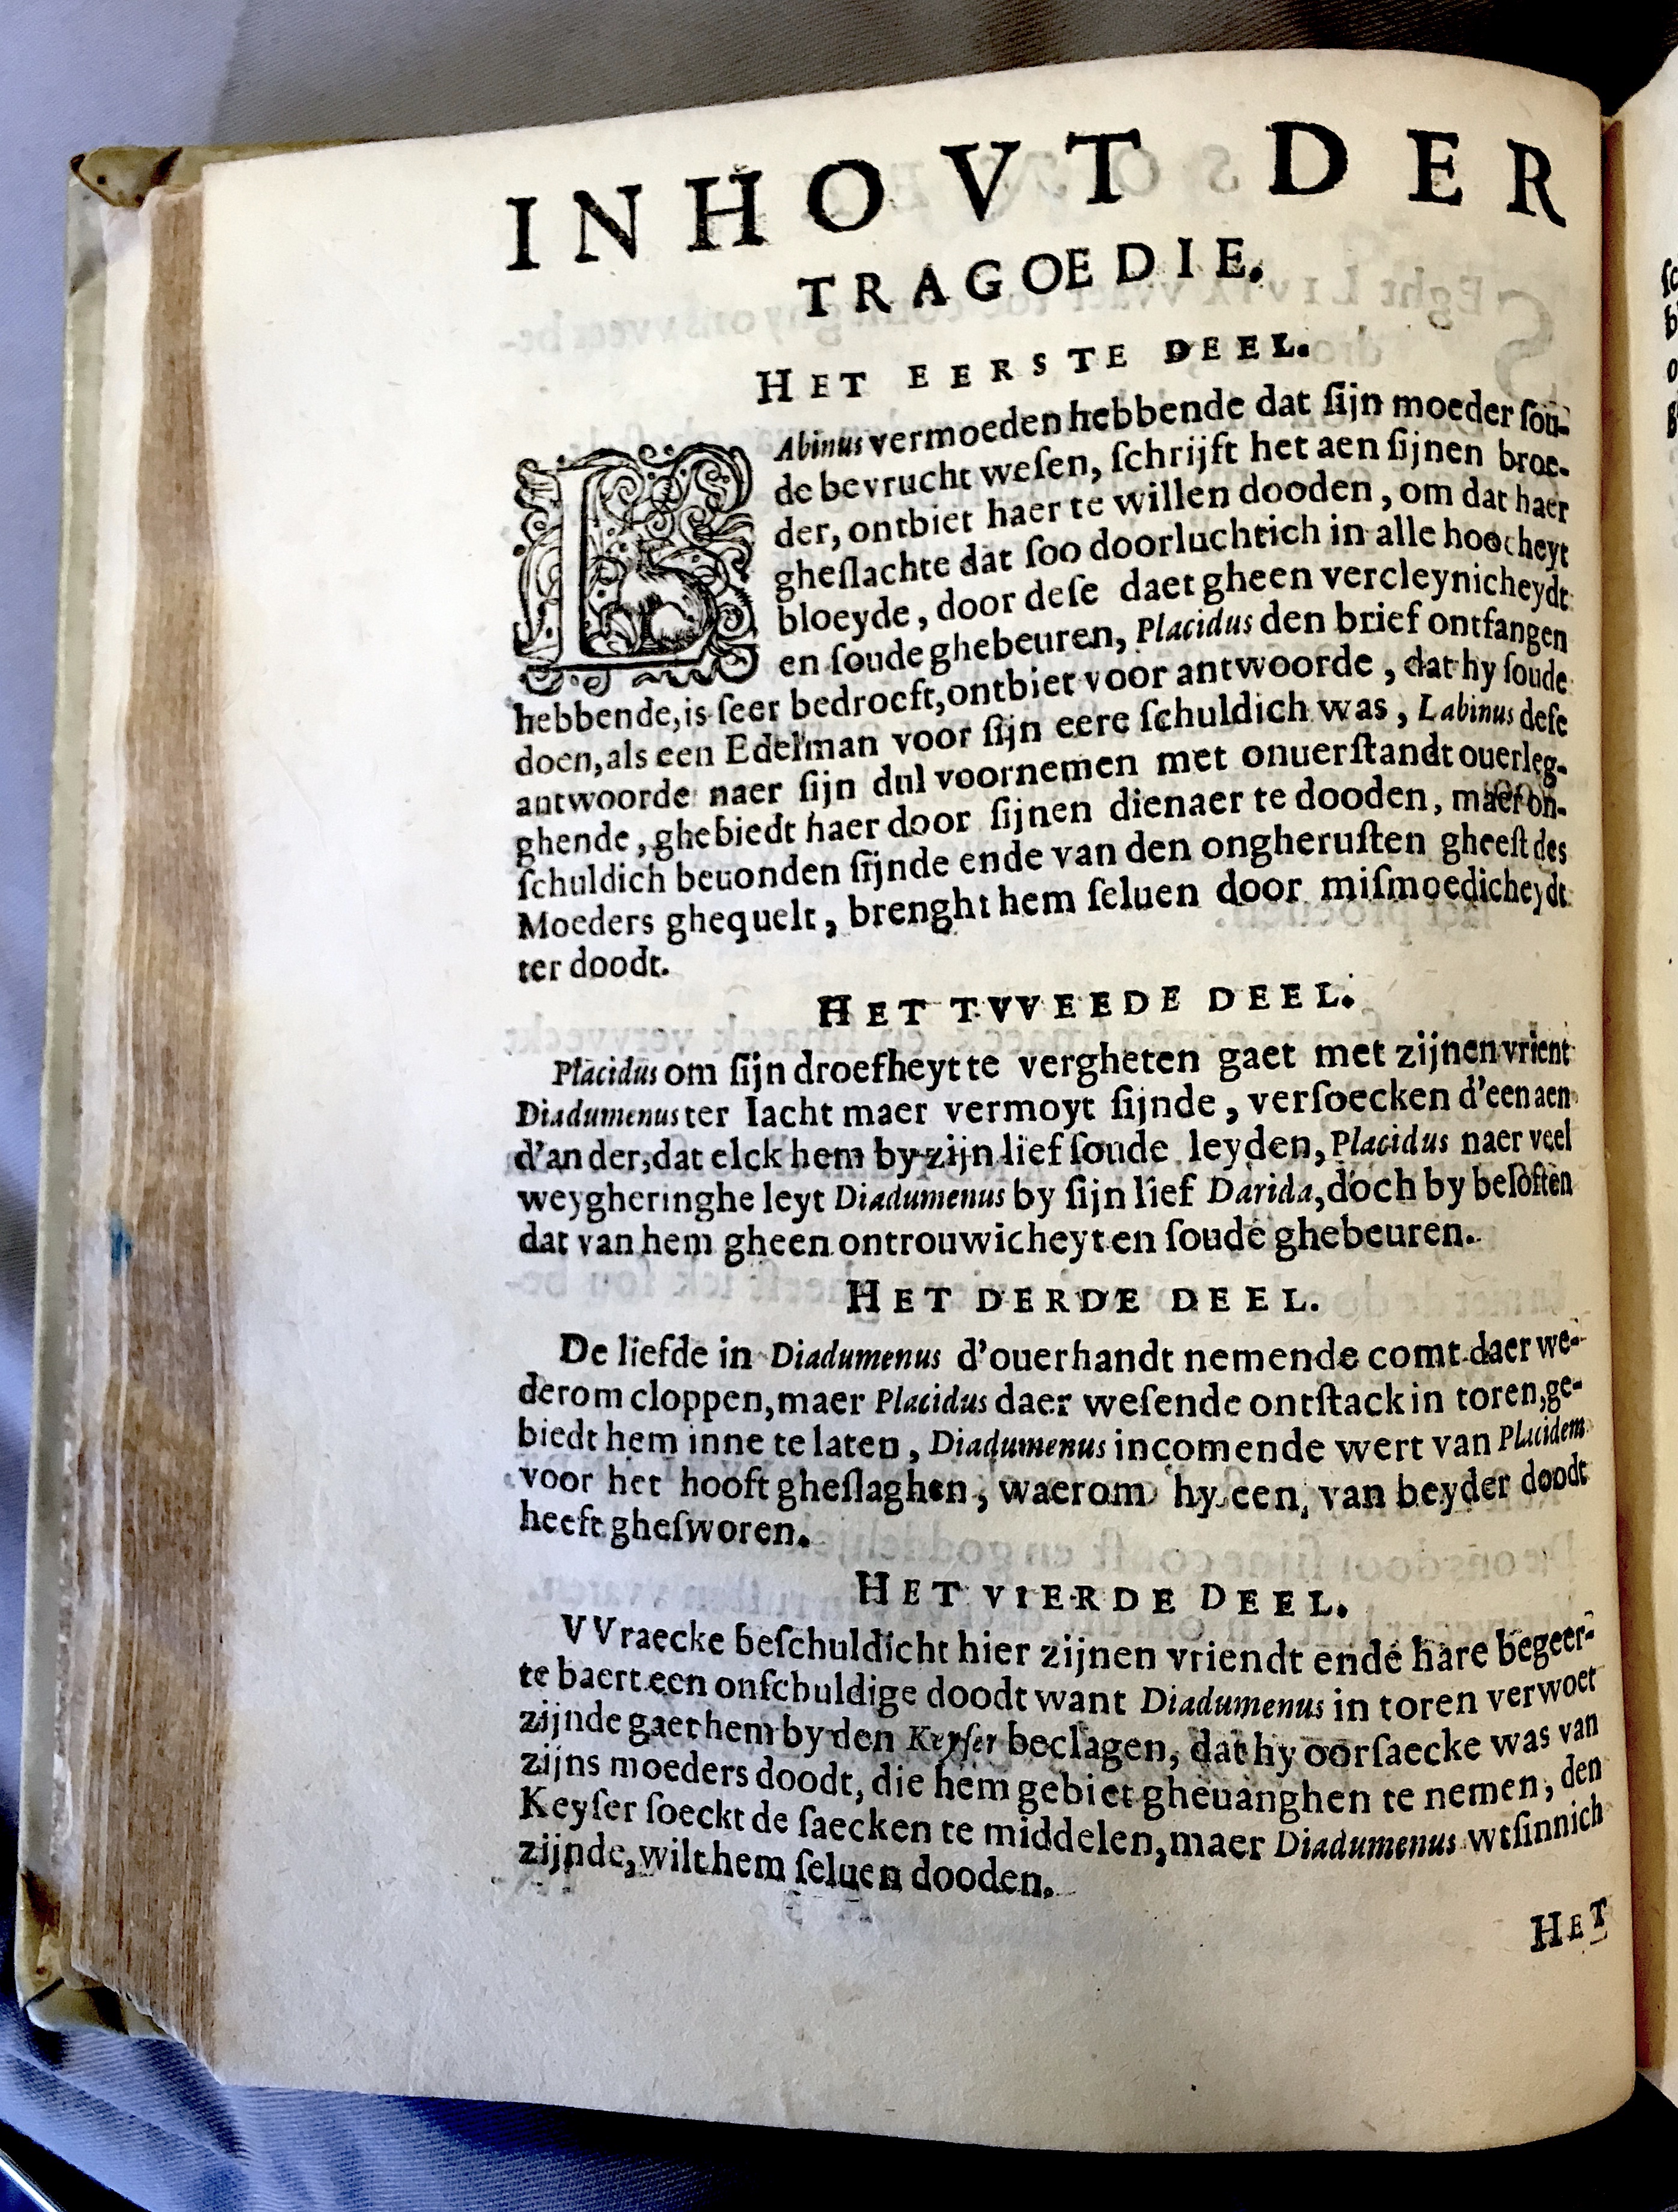 INHOVT DER
TRAGOEDIE.
HET EERSTE DEEL.
LAbinus vermoeden hebbende dat ſijn moeder ſou-
de bevrucht weſen, ſchrijft het aen ſijnen broe-
der, ontbiet haer te willen dooden, om dat haer
gheſlachte dat ſoo doorluchtich in alle hoocheyt
bloeyde, door deſe daet gheen vercleynicheydt
en ſoude ghebeuren, Placidus den brief ontfangen
hebbende, is ſeer bedroeft, ontbiet voor antwoorde, dat hy ſoude
doen, als een Edelman voor ſijn eere ſchuldich was, Labinus deſe
antwoorde naer ſijn dul voornemen met onuerſtandt ouerleg-
ghende, ghebiedt haer door ſijnen dienaer te dooden, maer on-
ſchuldich beuonden ſijnde ende van den ongheruſten gheeſt des
Moeders ghequelt, brenght hem ſeluen door miſmoedicheydt
ter doodt.
HET TVVEEDE DEEL.
Placidus om ſijn droefheyt te vergheten gaet met zijnen vrient
Diadumenus ter Iacht maer vermoyt ſijnde, verſoecken d'een aen
d'ander, dat elck hem by zijn lief ſoude leyden, Placidus naer veel
weygheringhe leyt Diadumenus by ſijn lief Darida, doch by beloften
dat van hem gheen ontrouwicheyt en ſoude ghebeuren.
HET DERDE DEEL.
De liefde in Diadumenus d'ouerhandt nemende comt daer we-
derom cloppen, maer Placidus daer weſende ontſtack in toren, ge-
biedt hem inne te laten, Diadumenus incomende wert van Placidem
voor het hooft gheſlaghen, waerom hy een, van beyder doodt
heeft gheſworen.
HET VIERDE DEEL.
VVraecke beſchuldicht hier zijnen vriendt ende hare begeer-
te baert een onſchuldige doodt want Diadumenus in toren verwoet
zijnde gaet hem by den Keyſer beclagen, dat hy oorſaecke was van
zijns moeders doodt, die hem gebiet gheuanghen te nemen, den
Keyſer ſoeckt de ſaecken te middelen, maer Diadumenus wtſinnich
zijnde, wilt hem ſeluen dooden.
HET